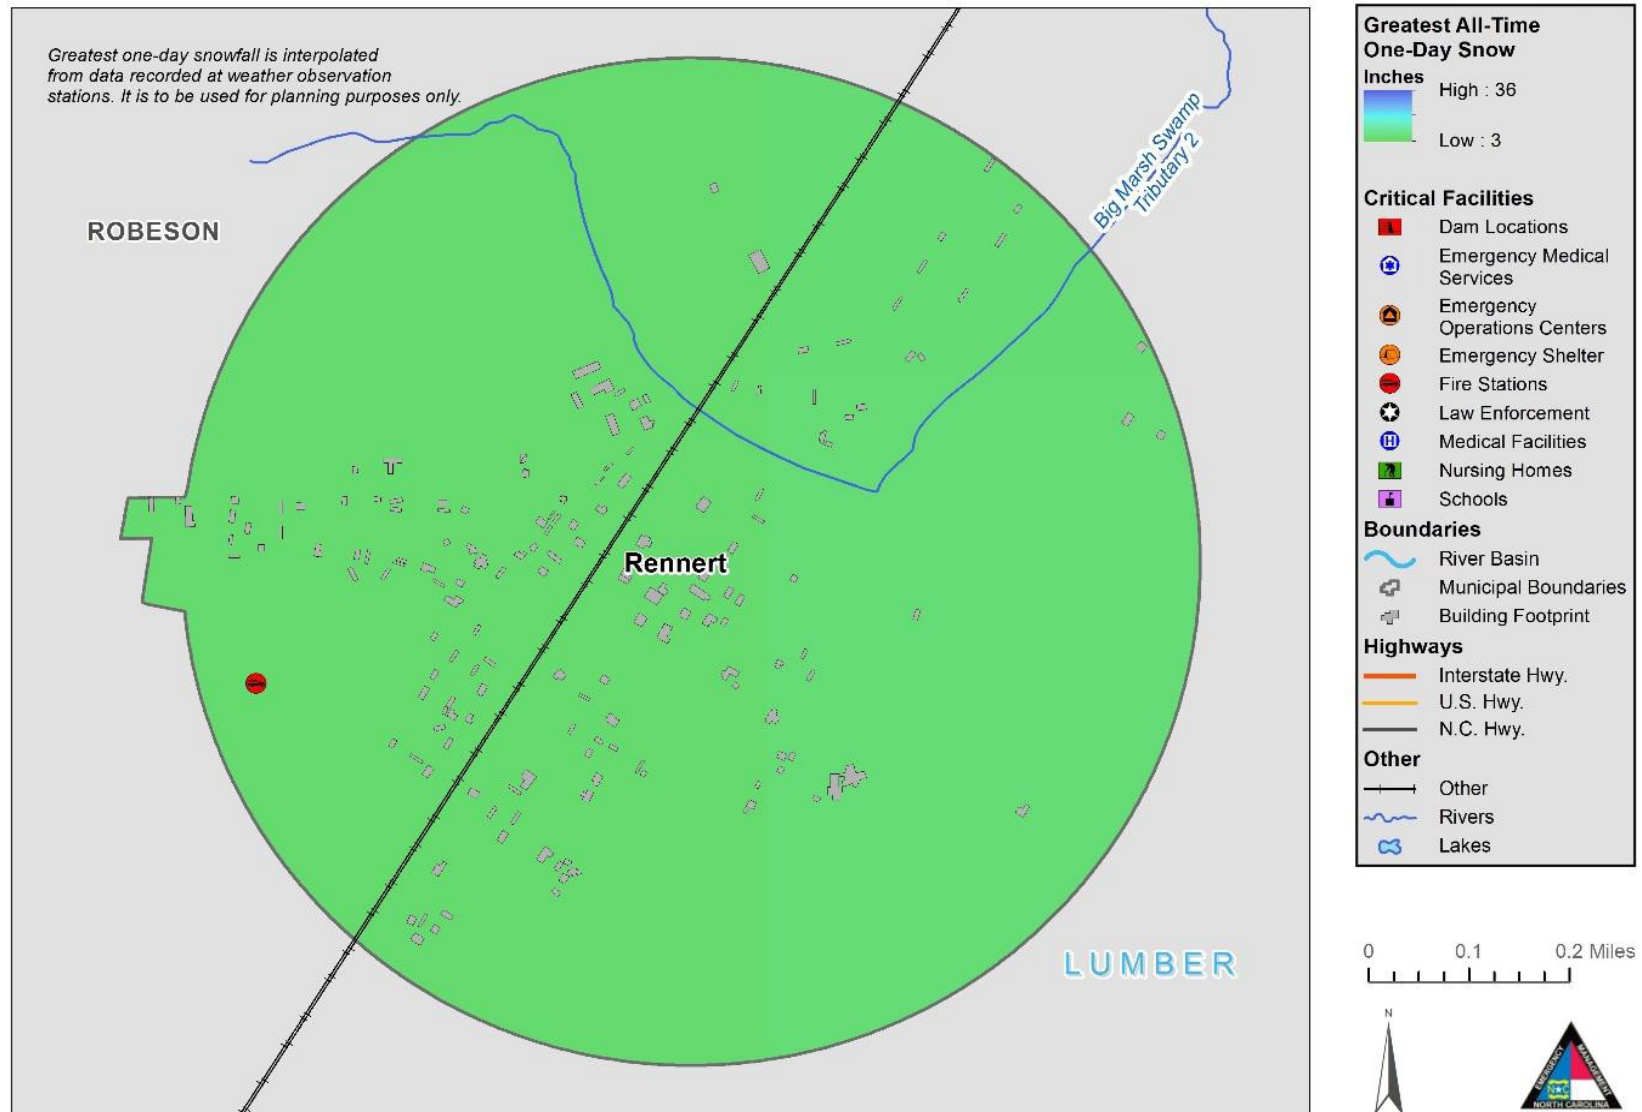 Greatest one-day snowfall is interpolated
from data recorded at weather observation
stations. It is to be used for planning purposes only.
ROBESON
Big Marsh Swamp
Tributary 2
Rennert
LUMBER
Greatest All-Time
One-Day Snow
Inches
High : 36
Low : 3
Critical Facilities
Dam Locations
Emergency Medical
Services
Emergency
Operations Centers
Emergency Shelter
Fire Stations
Law Enforcement
H
Medical Facilities
Nursing Homes
Schools
Boundaries
River Basin
Municipal Boundaries
Building Footprint
Highways
Interstate Hwy.
U.S. Hwy.
N.C. Hwy.
Other
Other
Rivers
Lakes
0 0.1 0.2 Miles
N
EMERGENCY
MANAGEMENT
N★C
NORTH CAROLINA